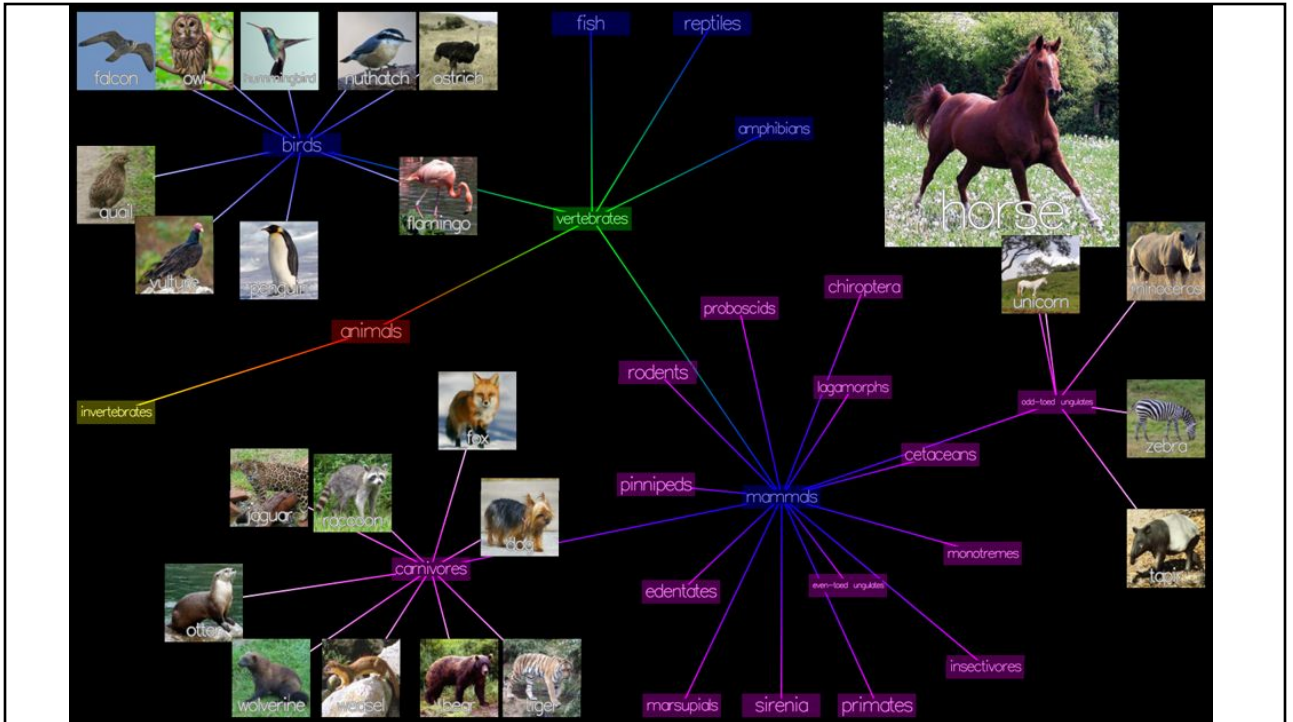 fish
reptiles
falcon
owl
hummingbird
nuthatch
ostrich
amphibians
birds
horse
quail
flamingo
vertebrates
vulture
penguin
chiroptera
unicorn
rhinoceros
proboscids
animals
rodents
lagamorphs
odd-toed ungulates
invertebrates
fox
zebra
cetaceans
jaguar
raccoon
pinnipeds
mammals
dog
carnivores
monotremes
tapir
edentates
even-toed ungulates
otter
insectivores
wolverine
weasel
bear
tiger
marsupials
sirenia
primates